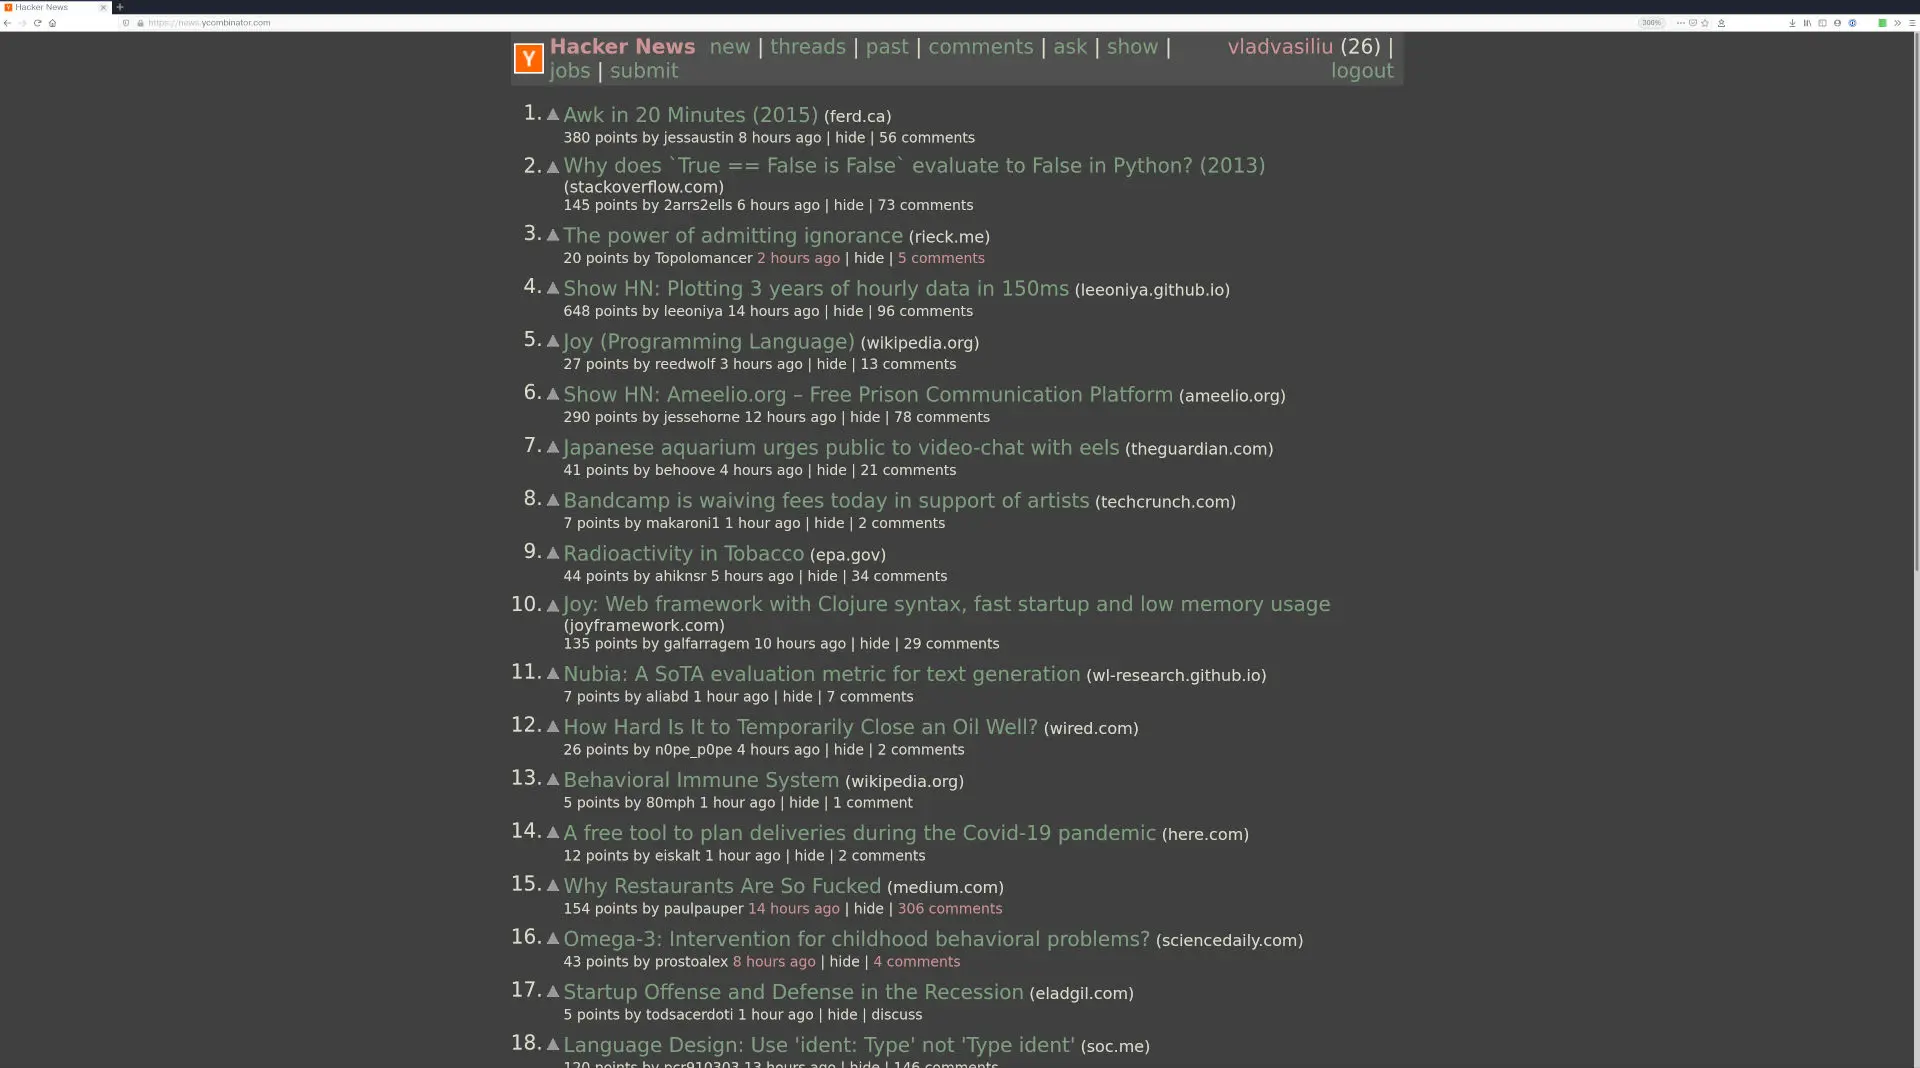 Hacker News
https://news.ycombinator.com
300%
Y
Hacker News new | threads | past | comments | ask | show | jobs | submit
vladvasiliu (26) | logout
1. Awk in 20 Minutes (2015) (ferd.ca)
380 points by jessaustin 8 hours ago | hide | 56 comments
2. Why does `True == False is False` evaluate to False in Python? (2013)
(stackoverflow.com)
145 points by 2arrs2ells 6 hours ago | hide | 73 comments
3. The power of admitting ignorance (rieck.me)
20 points by Topolomancer 2 hours ago | hide | 5 comments
4. Show HN: Plotting 3 years of hourly data in 150ms (leeoniya.github.io)
648 points by leeoniya 14 hours ago | hide | 96 comments
5. Joy (Programming Language) (wikipedia.org)
27 points by reedwolf 3 hours ago | hide | 13 comments
6. Show HN: Ameelio.org – Free Prison Communication Platform (ameelio.org)
290 points by jessehorne 12 hours ago | hide | 78 comments
7. Japanese aquarium urges public to video-chat with eels (theguardian.com)
41 points by behoove 4 hours ago | hide | 21 comments
8. Bandcamp is waiving fees today in support of artists (techcrunch.com)
7 points by makaroni1 1 hour ago | hide | 2 comments
9. Radioactivity in Tobacco (epa.gov)
44 points by ahiknsr 5 hours ago | hide | 34 comments
10. Joy: Web framework with Clojure syntax, fast startup and low memory usage
(joyframework.com)
135 points by galfarragem 10 hours ago | hide | 29 comments
11. Nubia: A SoTA evaluation metric for text generation (wl-research.github.io)
7 points by aliabd 1 hour ago | hide | 7 comments
12. How Hard Is It to Temporarily Close an Oil Well? (wired.com)
26 points by n0pe_p0pe 4 hours ago | hide | 2 comments
13. Behavioral Immune System (wikipedia.org)
5 points by 80mph 1 hour ago | hide | 1 comment
14. A free tool to plan deliveries during the Covid-19 pandemic (here.com)
12 points by eiskalt 1 hour ago | hide | 2 comments
15. Why Restaurants Are So Fucked (medium.com)
154 points by paulpauper 14 hours ago | hide | 306 comments
16. Omega-3: Intervention for childhood behavioral problems? (sciencedaily.com)
43 points by prostoalex 8 hours ago | hide | 4 comments
17. Startup Offense and Defense in the Recession (eladgil.com)
5 points by todsacerdoti 1 hour ago | hide | discuss
18. Language Design: Use 'ident: Type' not 'Type ident' (soc.me)
120 points by pcr910303 13 hours ago | hide | 146 comments